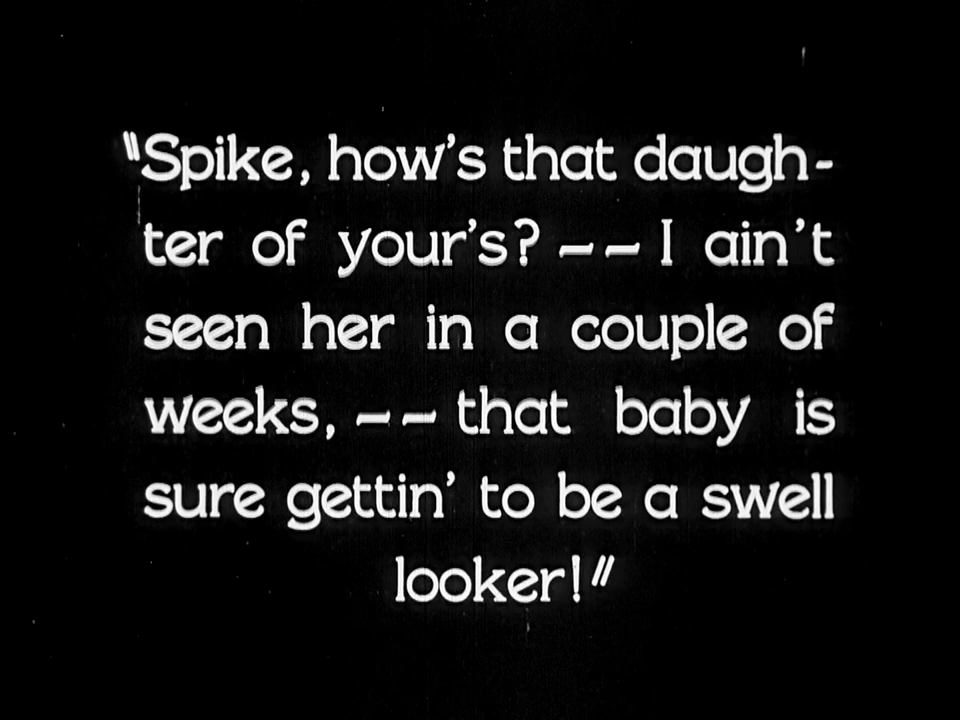 "Spike, how's that daugh-
ter of your's? -- I ain't
seen her in a couple of
weeks, -- that baby is
sure gettin' to be a swell
looker!"